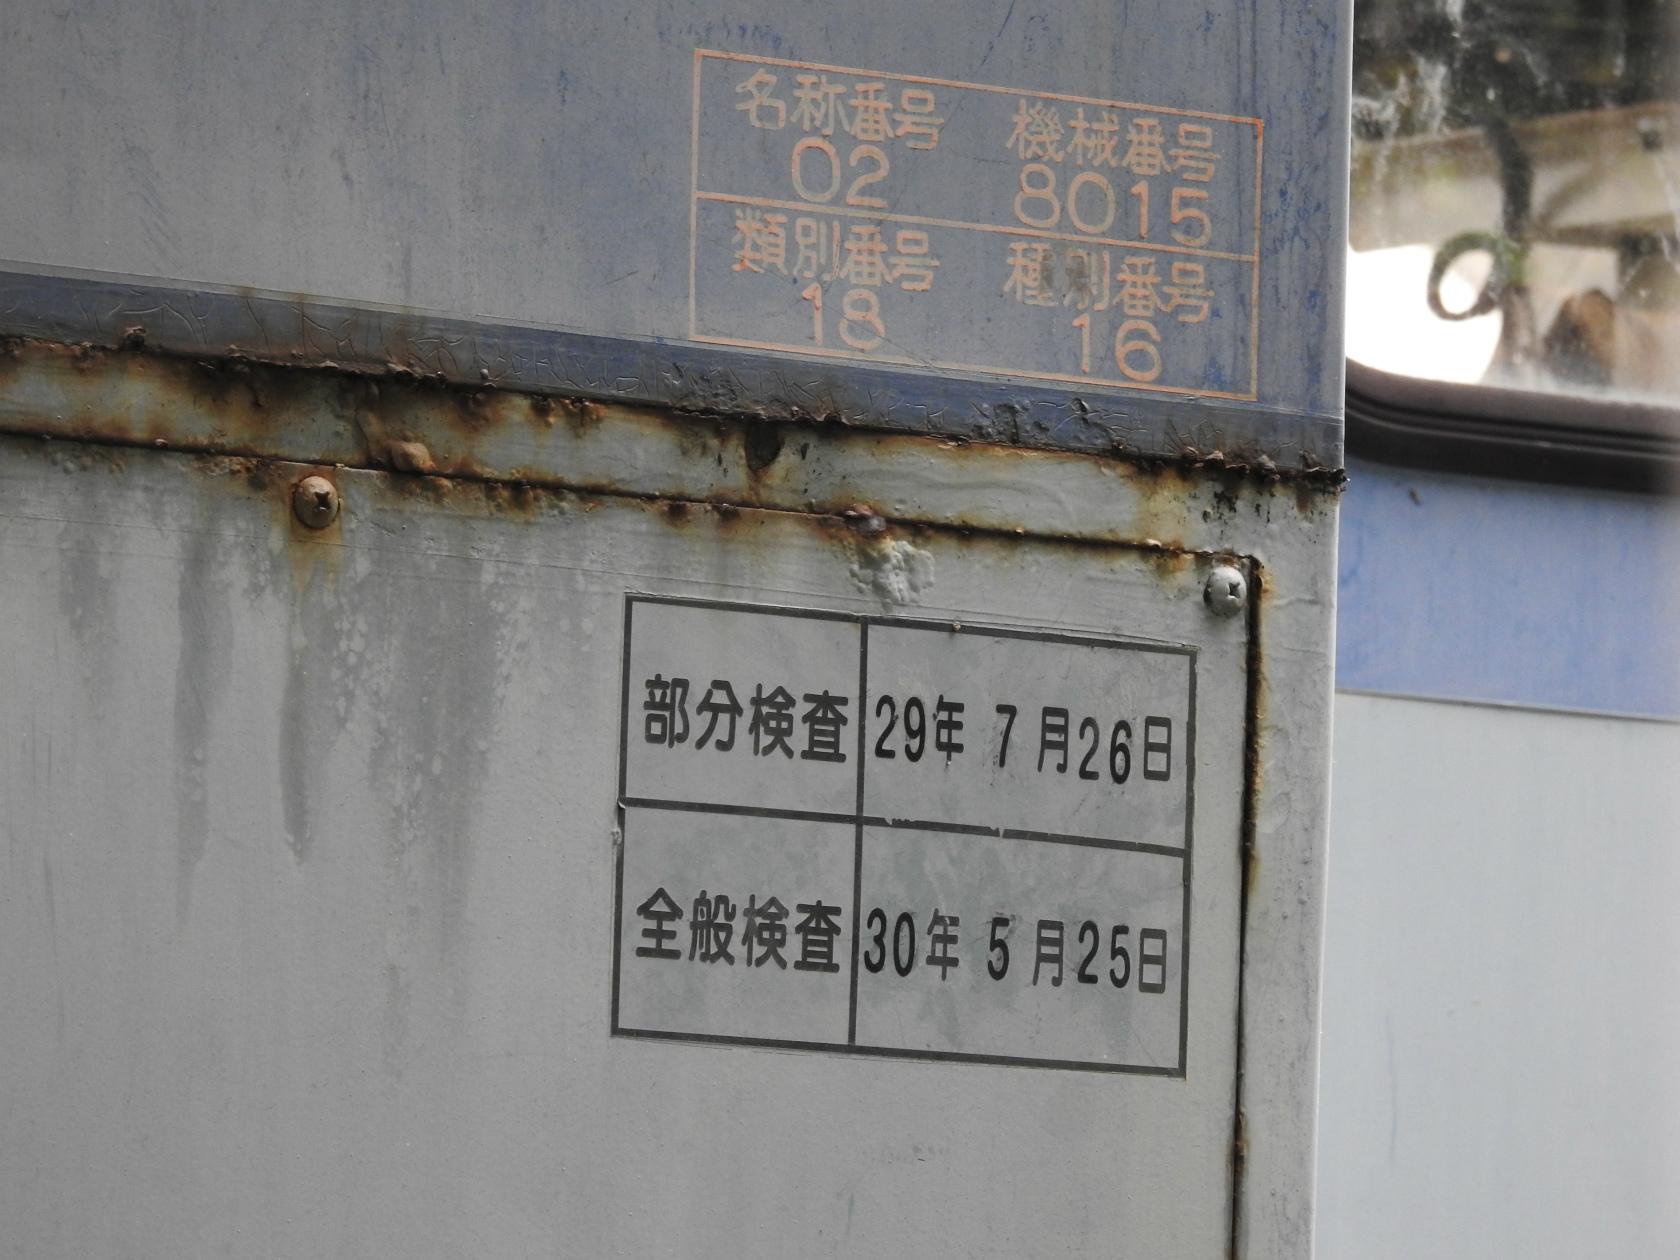 名称番号 機械番号
02 8015
類別番号 種別番号
18 16
部分検査 29年 7月26日
全般検査 30年 5月25日